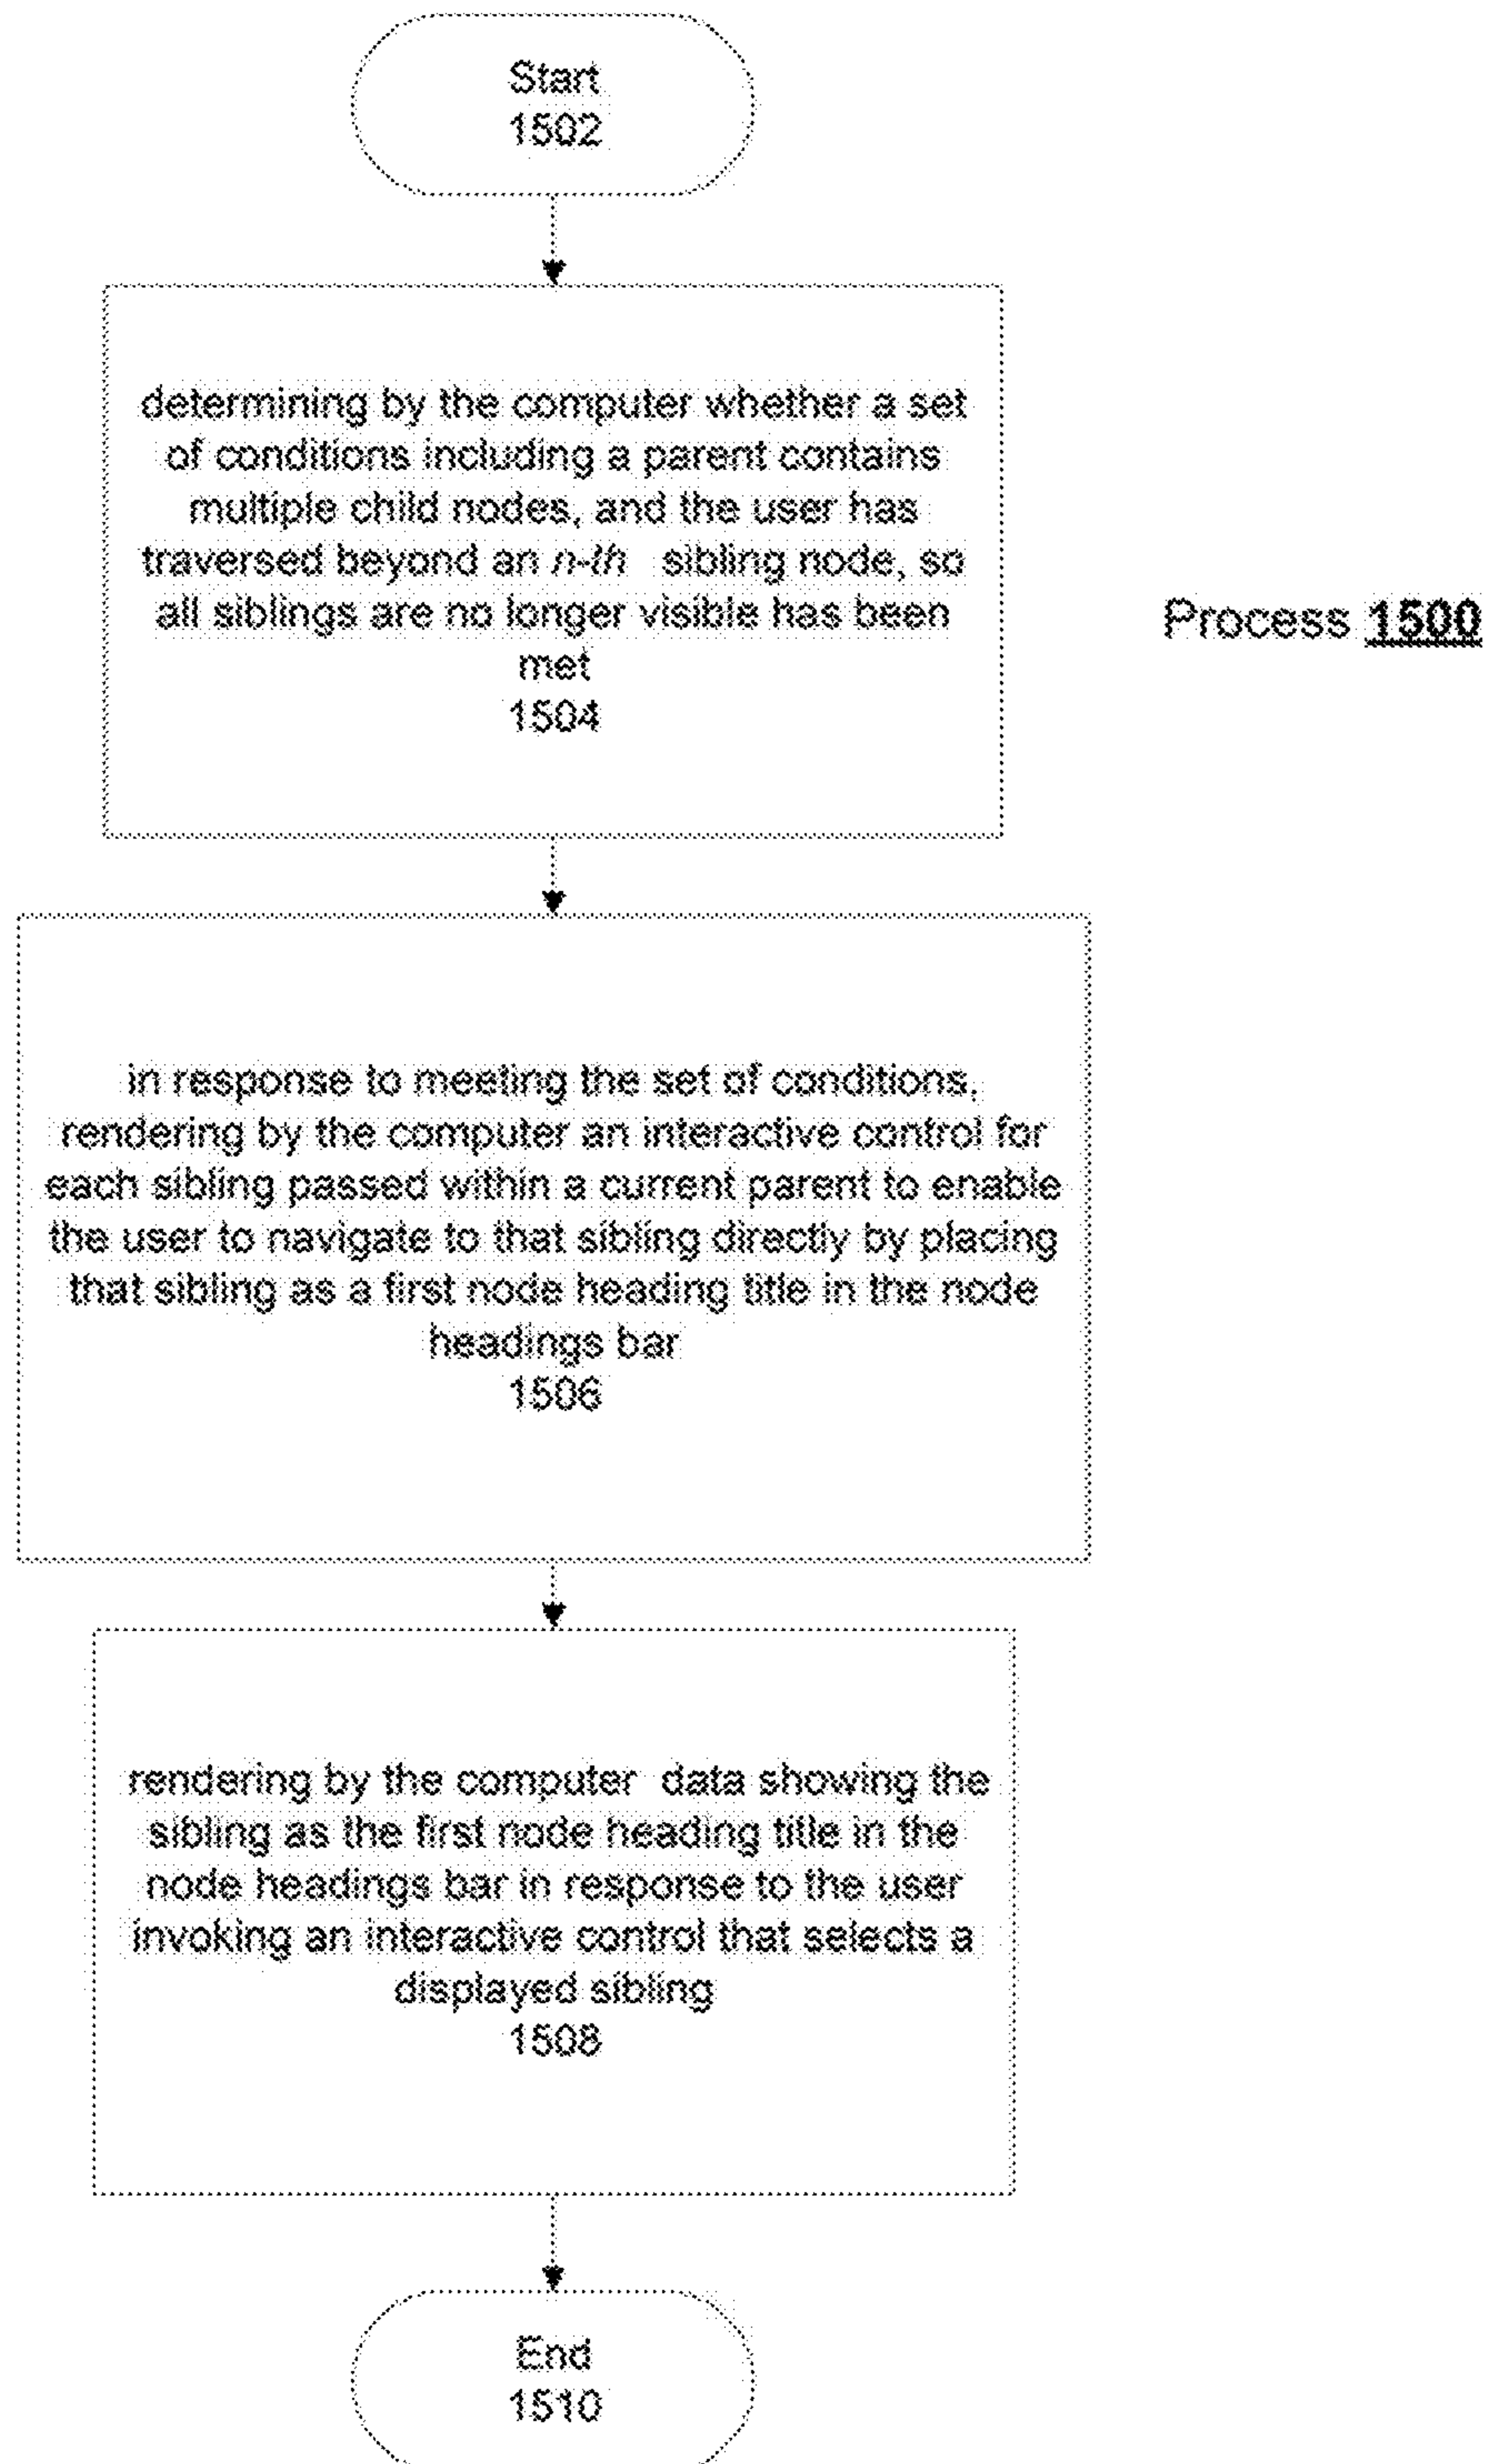 Start
1502
determining by the computer whether a set
of conditions including a parent contains
multiple child nodes, and the user has
traversed beyond an n-th sibling node, so
all siblings are no longer visible has been
met
1504
Process 1500
in response to meeting the set of conditions,
rendering by the computer an interactive control for
each sibling passed within a current parent to enable
the user to navigate to that sibling directly by placing
that sibling as a first node heading title in the node
headings bar
1506
rendering by the computer data showing the
sibling as the first node heading title in the
node headings bar in response to the user
invoking an interactive control that selects a
displayed sibling
1508
End
1510